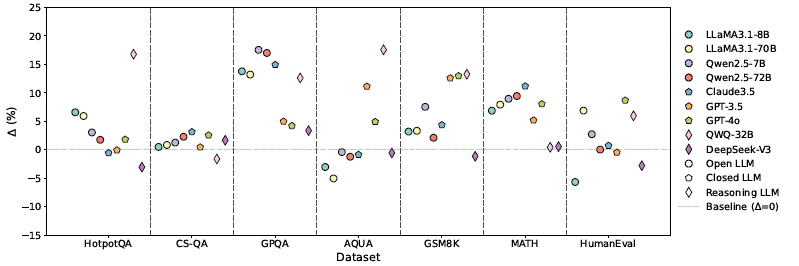 25
20
15
10
5
0
−5
−10
−15
Δ (%)
HotpotQA
CS-QA
GPQA
AQUA
GSM8K
MATH
HumanEval
Dataset
LLaMA3.1-8B
LLaMA3.1-70B
Qwen2.5-7B
Qwen2.5-72B
Claude3.5
GPT-3.5
GPT-4o
QWQ-32B
DeepSeek-V3
Open LLM
Closed LLM
Reasoning LLM
Baseline (Δ=0)